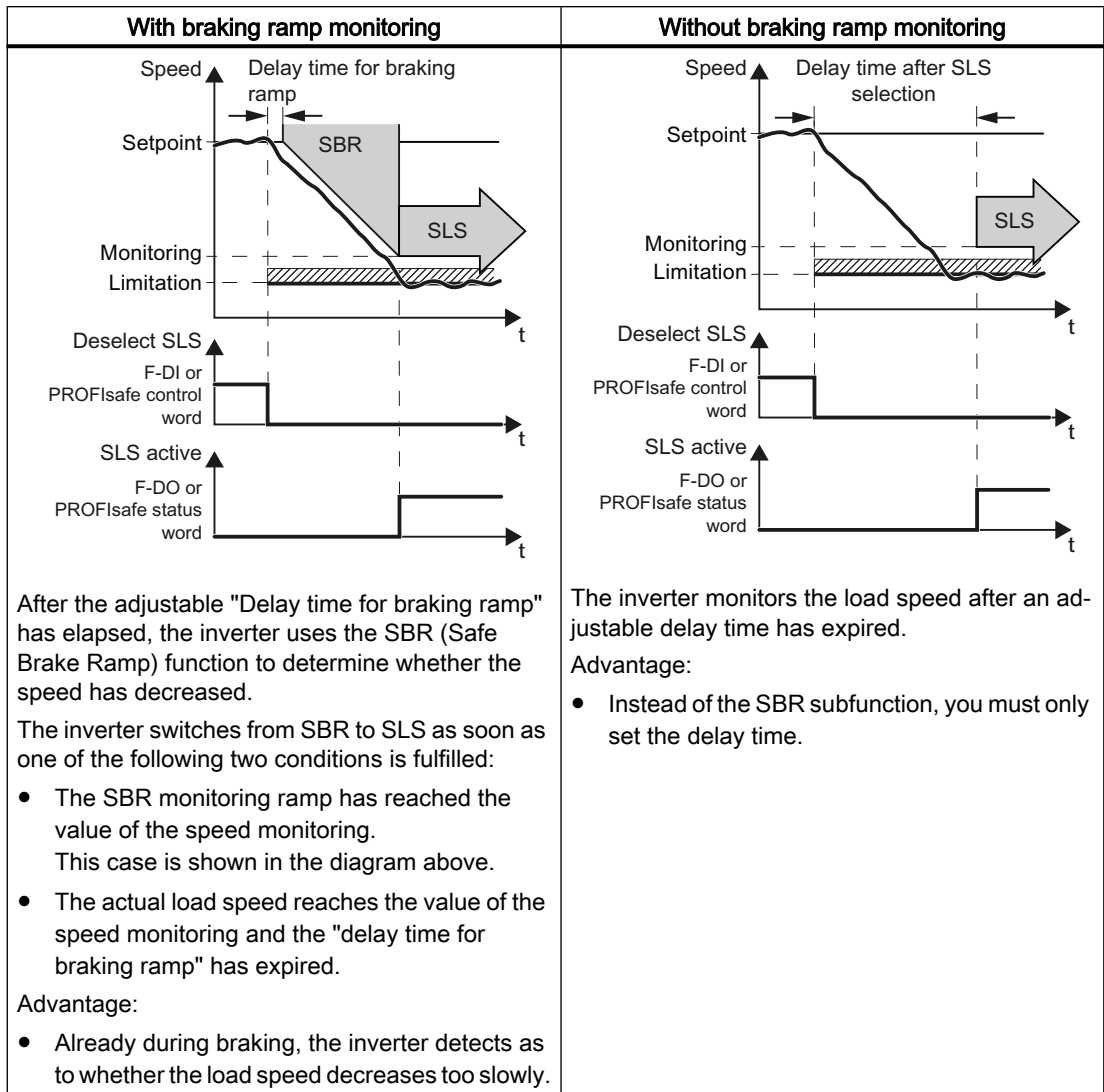 With braking ramp monitoring
Speed
Delay time for braking
ramp
Setpoint
SBR
SLS
Monitoring
Limitation
t
Deselect SLS
F-DI or
PROFIsafe control
word
t
SLS active
F-DO or
PROFIsafe status
word
t
After the adjustable "Delay time for braking ramp"
has elapsed, the inverter uses the SBR (Safe
Brake Ramp) function to determine whether the
speed has decreased.
The inverter switches from SBR to SLS as soon as
one of the following two conditions is fulfilled:
● The SBR monitoring ramp has reached the
value of the speed monitoring.
This case is shown in the diagram above.
● The actual load speed reaches the value of the
speed monitoring and the "delay time for
braking ramp" has expired.
Advantage:
● Already during braking, the inverter detects as
to whether the load speed decreases too slowly.
Without braking ramp monitoring
Speed
Delay time after SLS
selection
Setpoint
SLS
Monitoring
Limitation
t
Deselect SLS
F-DI or
PROFIsafe control
word
t
SLS active
F-DO or
PROFIsafe status
word
t
The inverter monitors the load speed after an ad-
justable delay time has expired.
Advantage:
● Instead of the SBR subfunction, you must only
set the delay time.